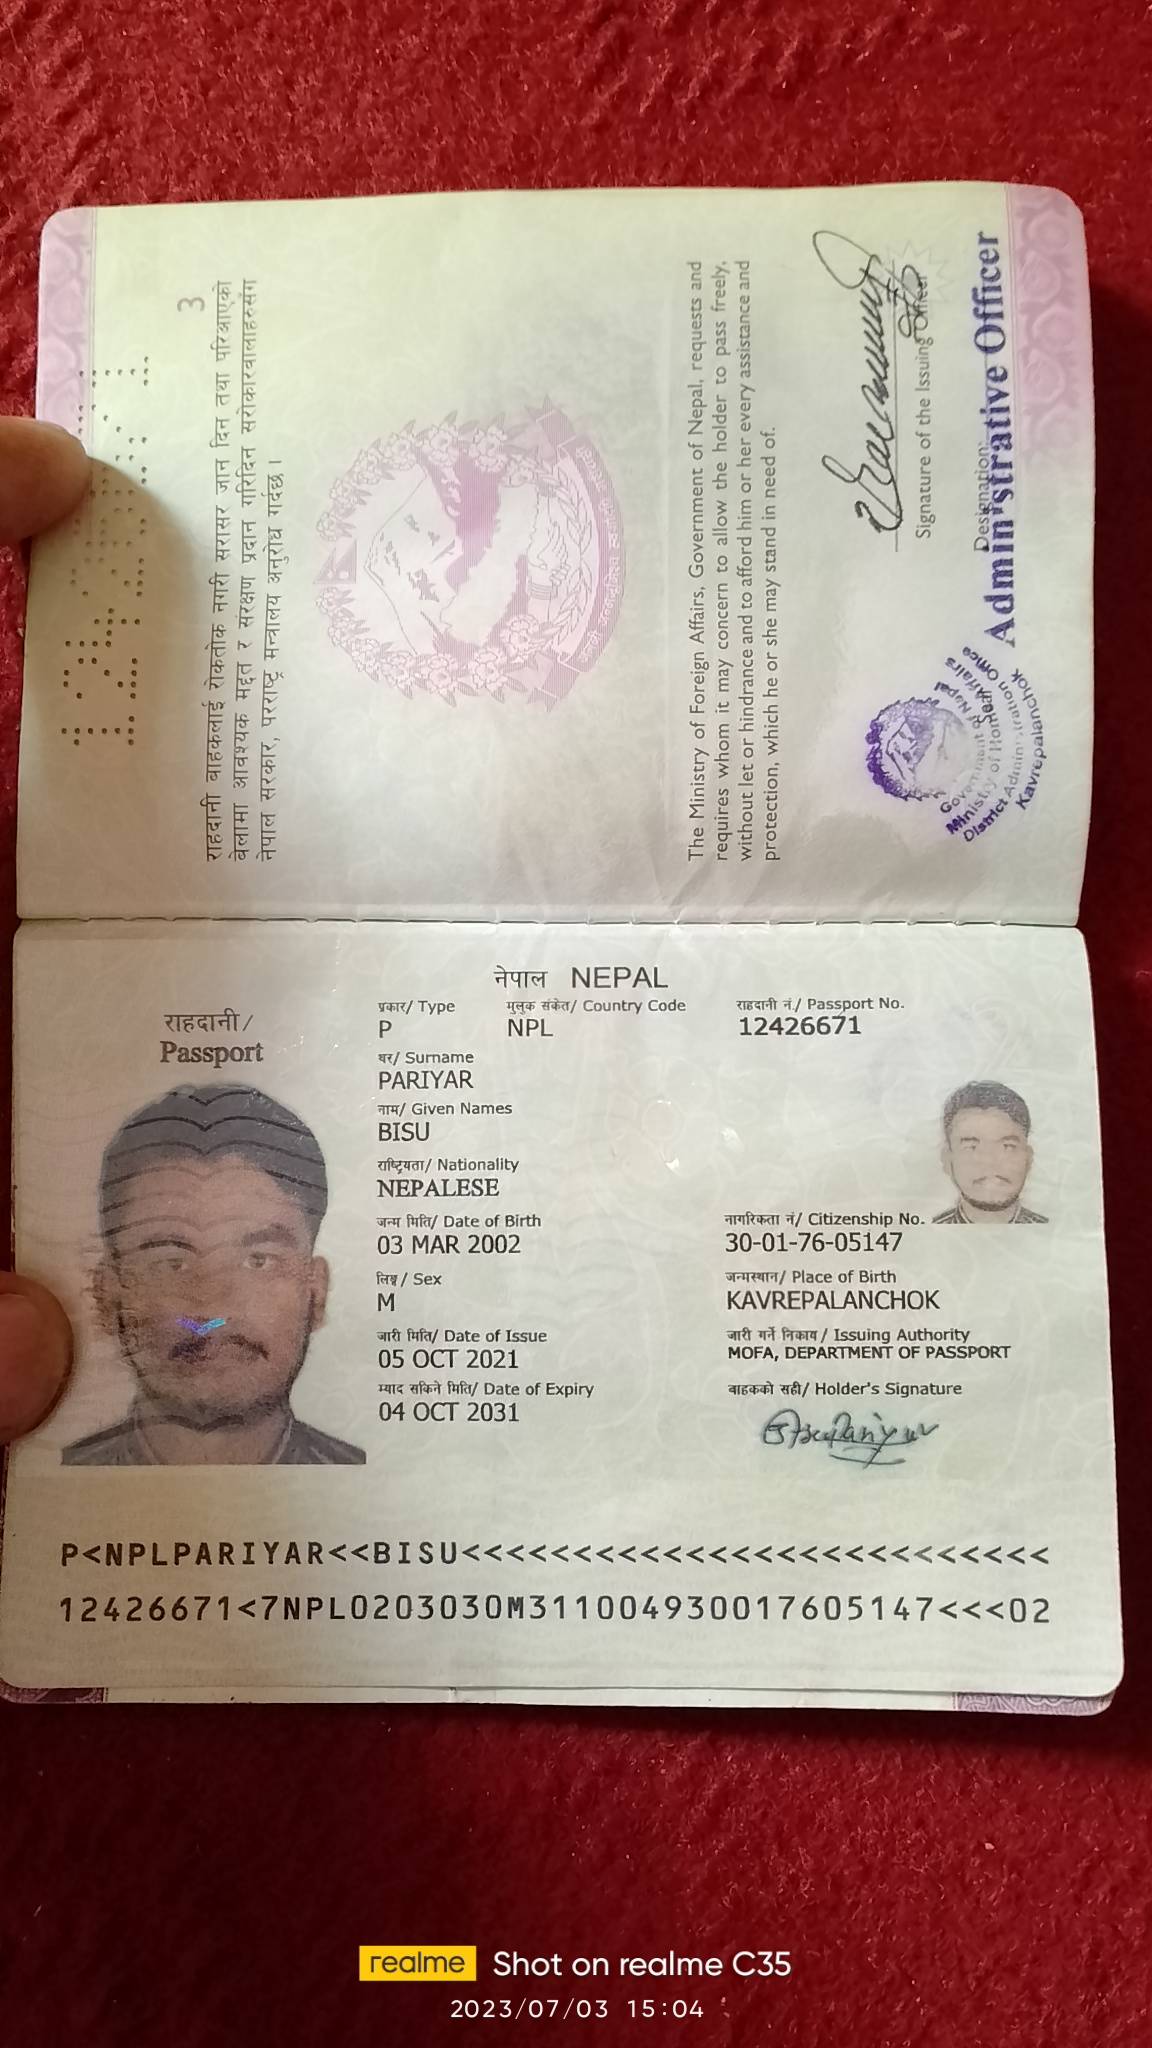 3
राहदानी वाहकलाई रोकतोक नगरी सरासर जान दिन तथा परिआएको
बेलामा आवश्यक मद्दत र संरक्षण प्रदान गरिदिन सरोकारवालाहरुसंग
नेपाल सरकार, परराष्ट्र मन्त्रालय अनुरोध गर्दछ ।
The Ministry of Foreign Affairs, Government of Nepal, requests and
requires whom it may concern to allow the holder to pass freely,
without let or hindrance and to afford him or her every assistance and
protection, which he or she may stand in need of.
Signature of the Issuing Officer
Designation:
Administrative Officer
Seal
Government of Nepal
Ministry of Home Affairs
District Administration Office
Kavrepalanchok
नेपाल NEPAL
राहदानी/
Passport
प्रकार/ Type
मुलुक संकेत/ Country Code
राहदानी नं./ Passport No.
P
NPL
12426671
थर/ Surname
PARIYAR
नाम/ Given Names
BISU
राष्ट्रियता/ Nationality
NEPALESE
जन्म मिति/ Date of Birth
नागरिकता नं/ Citizenship No.
03 MAR 2002
30-01-76-05147
लिङ्ग/ Sex
जन्मस्थान/ Place of Birth
M
KAVREPALANCHOK
जारी मिति/ Date of Issue
जारी गर्ने निकाय/ Issuing Authority
05 OCT 2021
MOFA, DEPARTMENT OF PASSPORT
म्याद सकिने मिति/ Date of Expiry
वाहकको सही/ Holder's Signature
04 OCT 2031
BisuPariyar
P<NPLPARIYAR<<BISU<<<<<<<<<<<<<<<<<<<<<<<<<<
12426671<7NPL0203030M311004930017605147<<<02
realme Shot on realme C35
2023/07/03 15:04